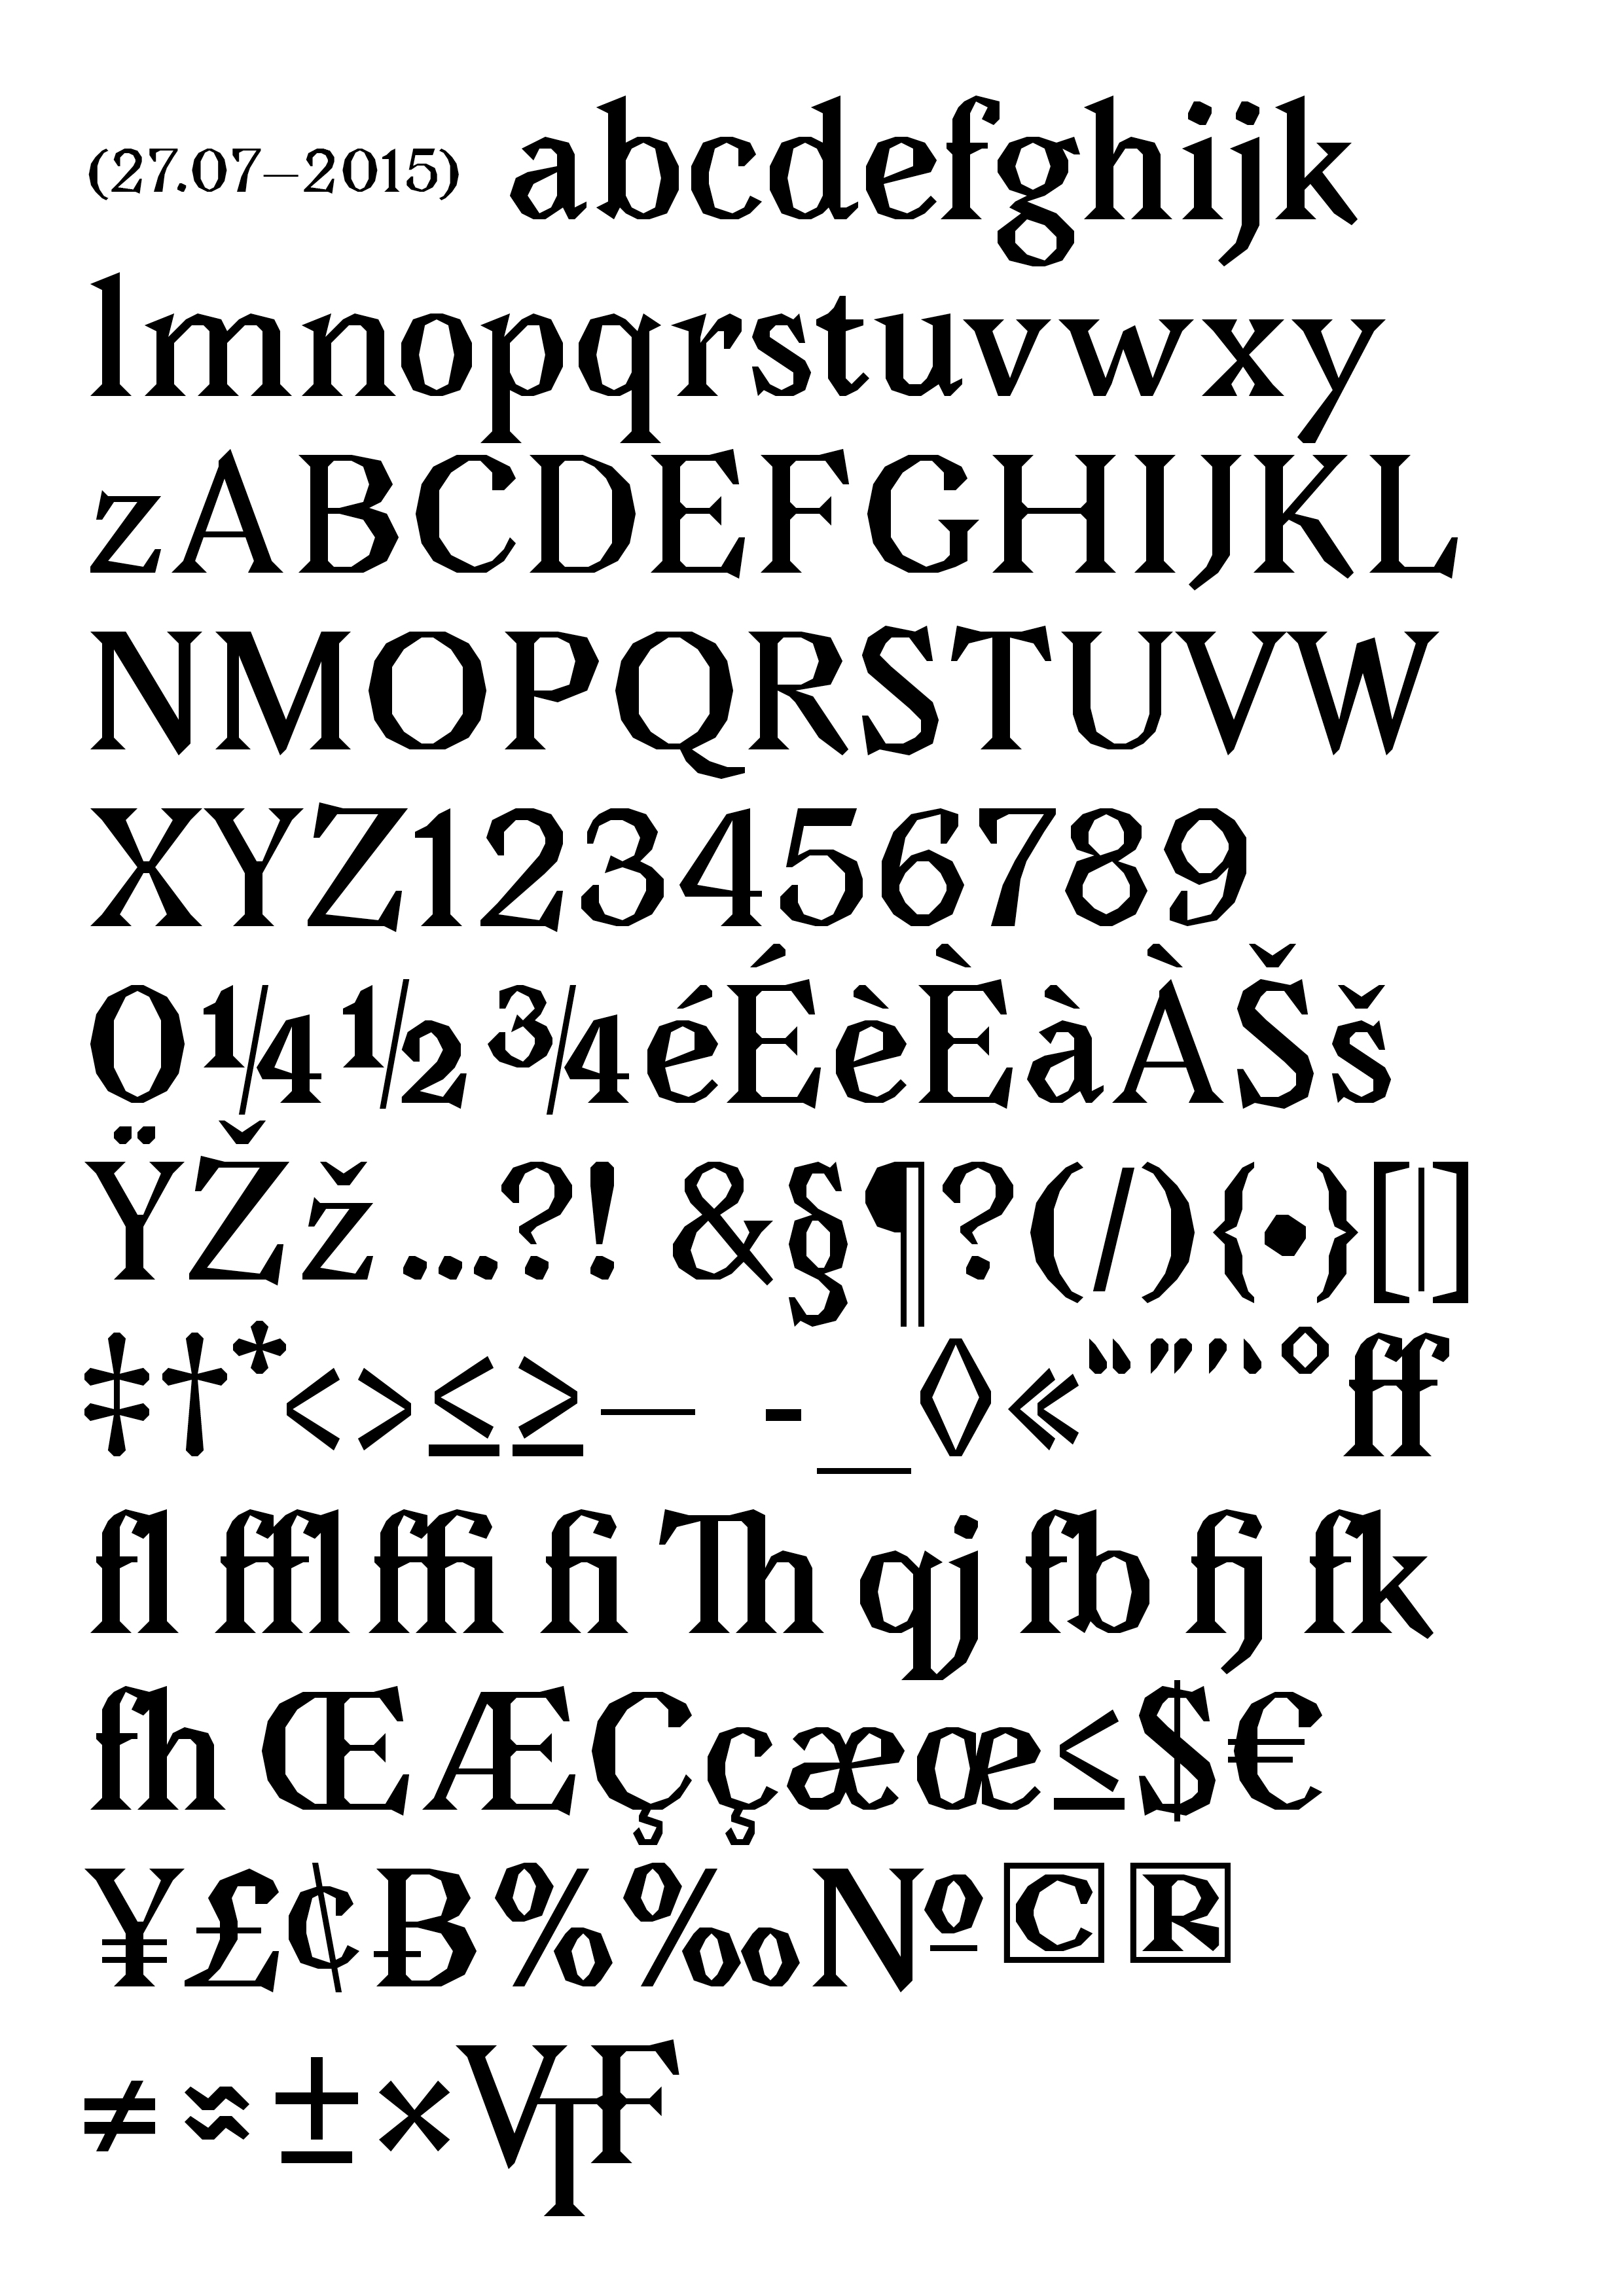 (27.07—2015) abcdefghijk
lmnopqrstuvwxy
zABCDEFGHIJKL
NMOPQRSTUVW
XYZ123456789
0¼½¾éÉèÈàÀŠš
ŸŽž...?! &§¶?(/){•}[|]
‡†*<>≤≥— -_◊«“”„‟°ff
fl ffl ffi fi Th qj fb fj fk
fh ŒÆÇçæœ≤$€
¥£¢Ƀ%‰Nº©®
≠≈±×VTF